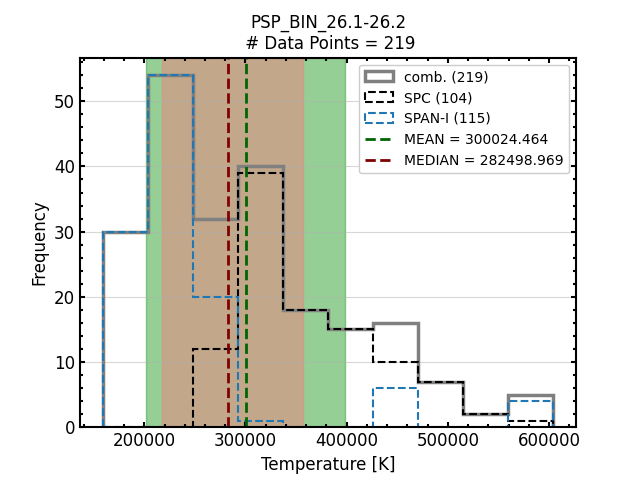 PSP_BIN_26.1-26.2
# Data Points = 219
comb. (219)
SPC (104)
SPAN-I (115)
MEAN = 300024.464
MEDIAN = 282498.969
Frequency
50
40
30
20
10
0
200000 300000 400000 500000 600000
Temperature [K]